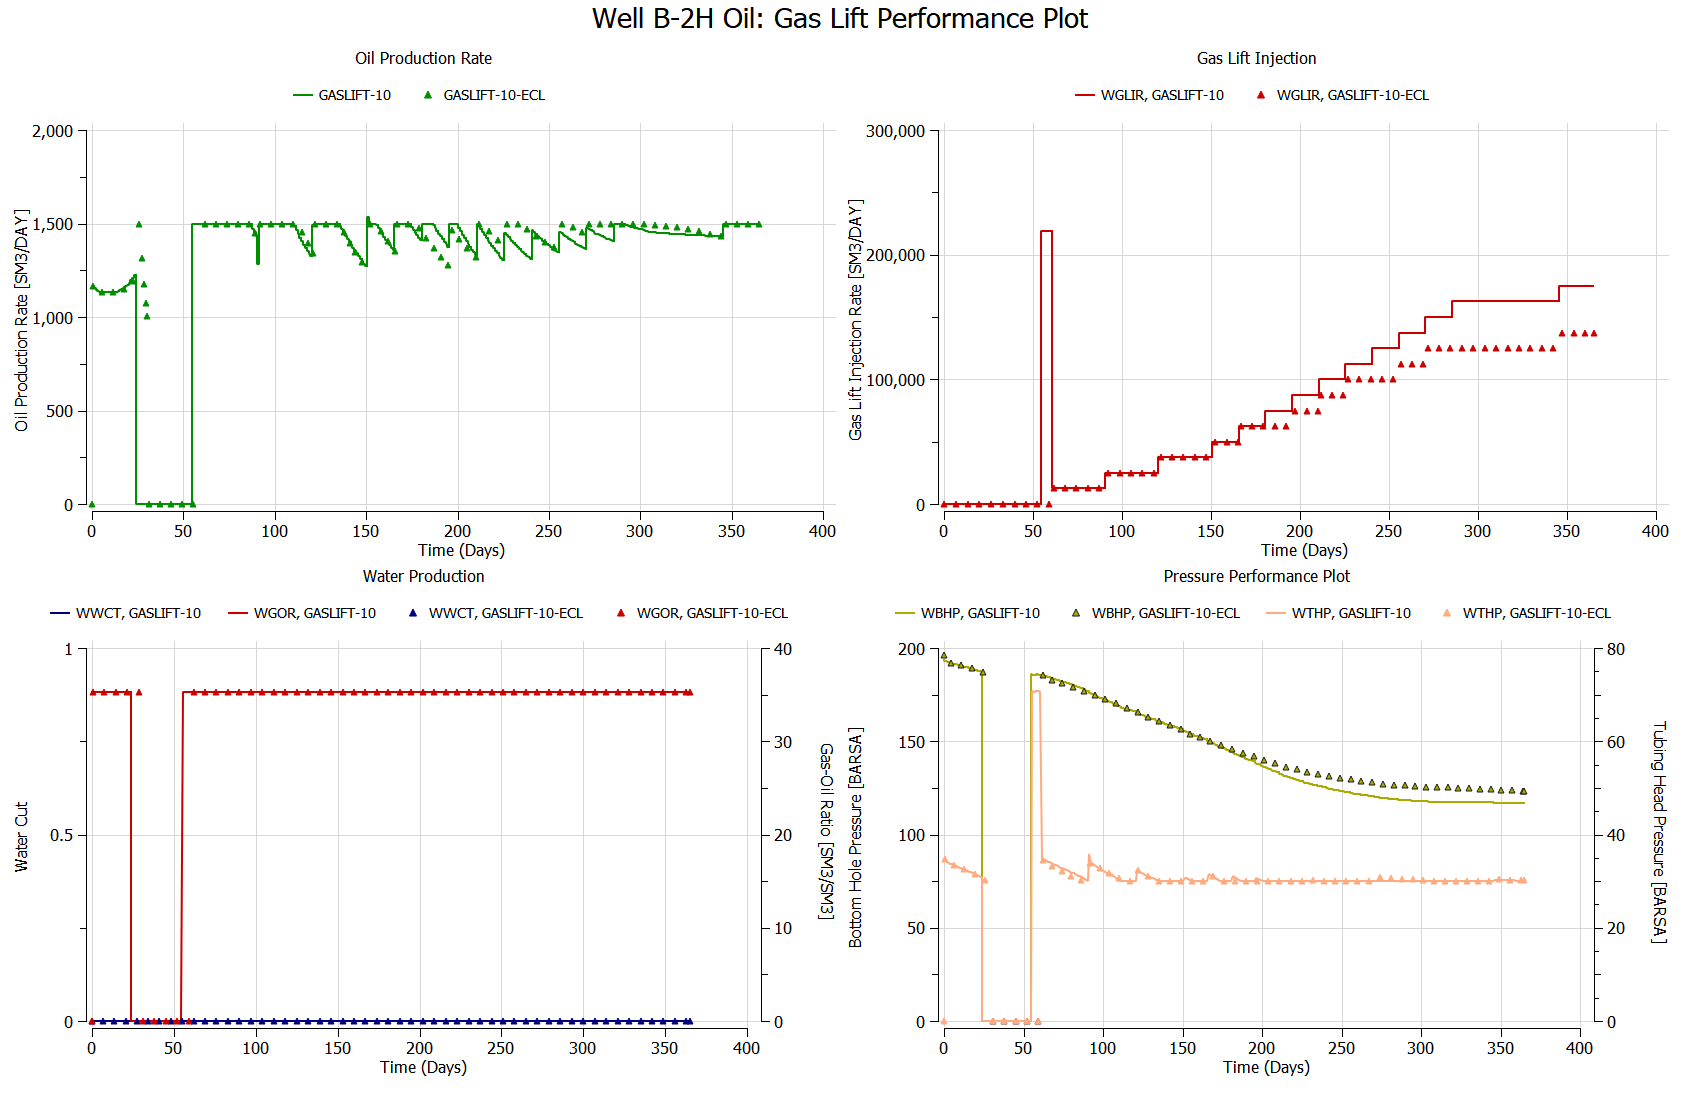 Well B-2H Oil: Gas Lift Performance Plot
Oil Production Rate
GASLIFT-10
GASLIFT-10-ECL
2,000
1,500
1,000
500
0
Oil Production Rate [SM3/DAY]
0 50 100 150 200 250 300 350 400
Time (Days)
Gas Lift Injection
WGLIR, GASLIFT-10
WGLIR, GASLIFT-10-ECL
300,000
200,000
100,000
0
Gas Lift Injection Rate [SM3/DAY]
0 50 100 150 200 250 300 350 400
Time (Days)
Water Production
WWCT, GASLIFT-10
WGOR, GASLIFT-10
WWCT, GASLIFT-10-ECL
WGOR, GASLIFT-10-ECL
1
0.5
0
Water Cut
40
30
20
10
0
Gas-Oil Ratio [SM3/SM3]
0 50 100 150 200 250 300 350 400
Time (Days)
Pressure Performance Plot
WBHP, GASLIFT-10
WBHP, GASLIFT-10-ECL
WTHP, GASLIFT-10
WTHP, GASLIFT-10-ECL
200
150
100
50
0
Bottom Hole Pressure [BARSA]
80
60
40
20
0
Tubing Head Pressure [BARSA]
0 50 100 150 200 250 300 350 400
Time (Days)